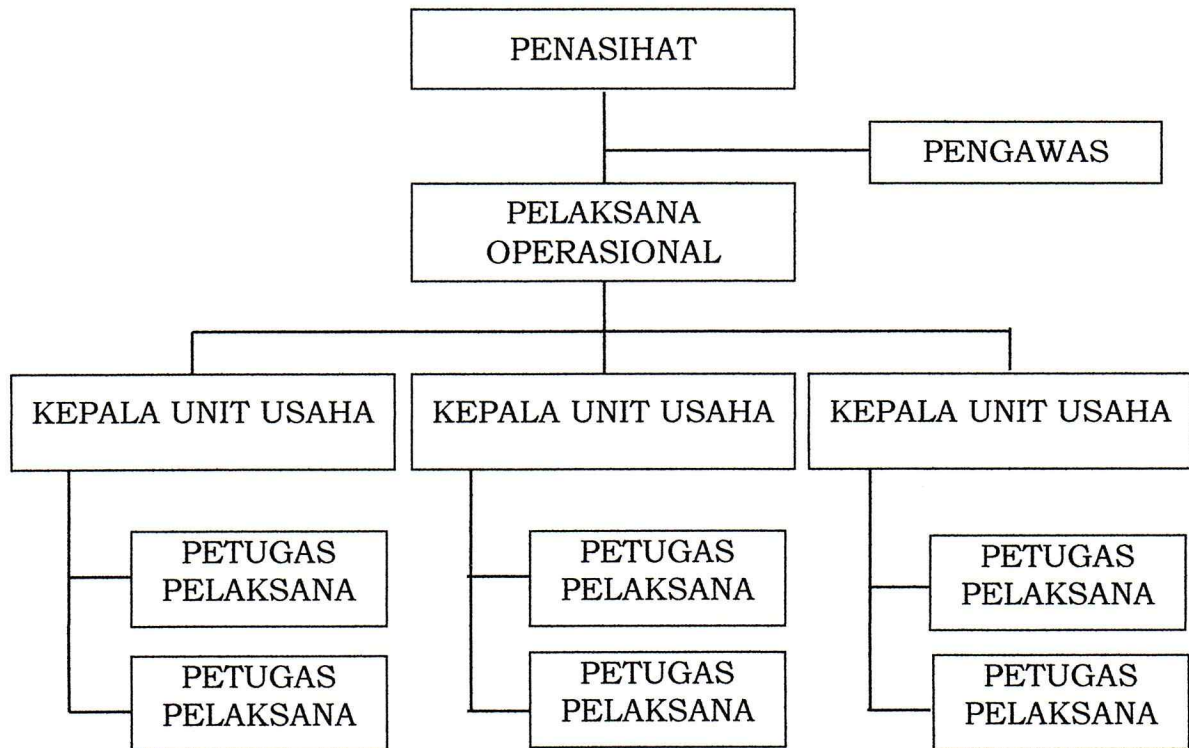 PENASIHAT
PENGAWAS
PELAKSANA
OPERASIONAL
KEPALA UNIT USAHA
KEPALA UNIT USAHA
KEPALA UNIT USAHA
PETUGAS
PELAKSANA
PETUGAS
PELAKSANA
PETUGAS
PELAKSANA
PETUGAS
PELAKSANA
PETUGAS
PELAKSANA
PETUGAS
PELAKSANA